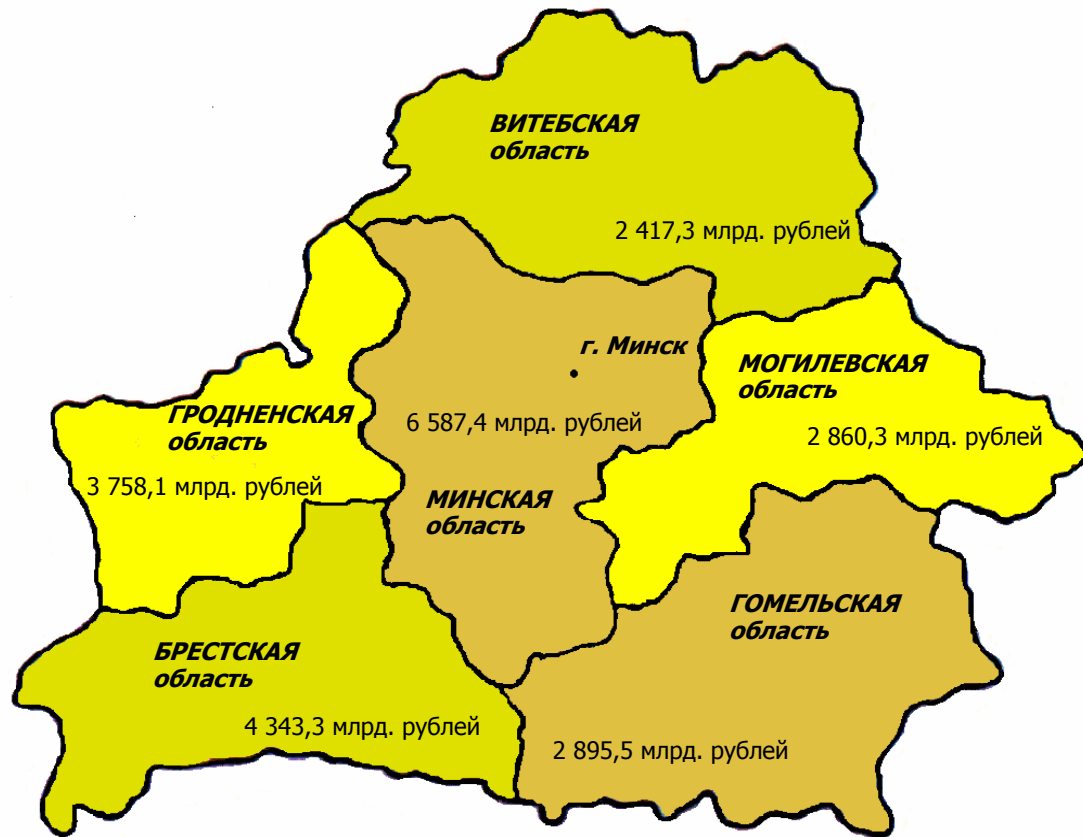 ВИТЕБСКАЯ
область
2 417,3 млрд. рублей
г. Минск
МОГИЛЕВСКАЯ
область
2 860,3 млрд. рублей
ГРОДНЕНСКАЯ
область
3 758,1 млрд. рублей
6 587,4 млрд. рублей
МИНСКАЯ
область
ГОМЕЛЬСКАЯ
область
2 895,5 млрд. рублей
БРЕСТСКАЯ
область
4 343,3 млрд. рублей